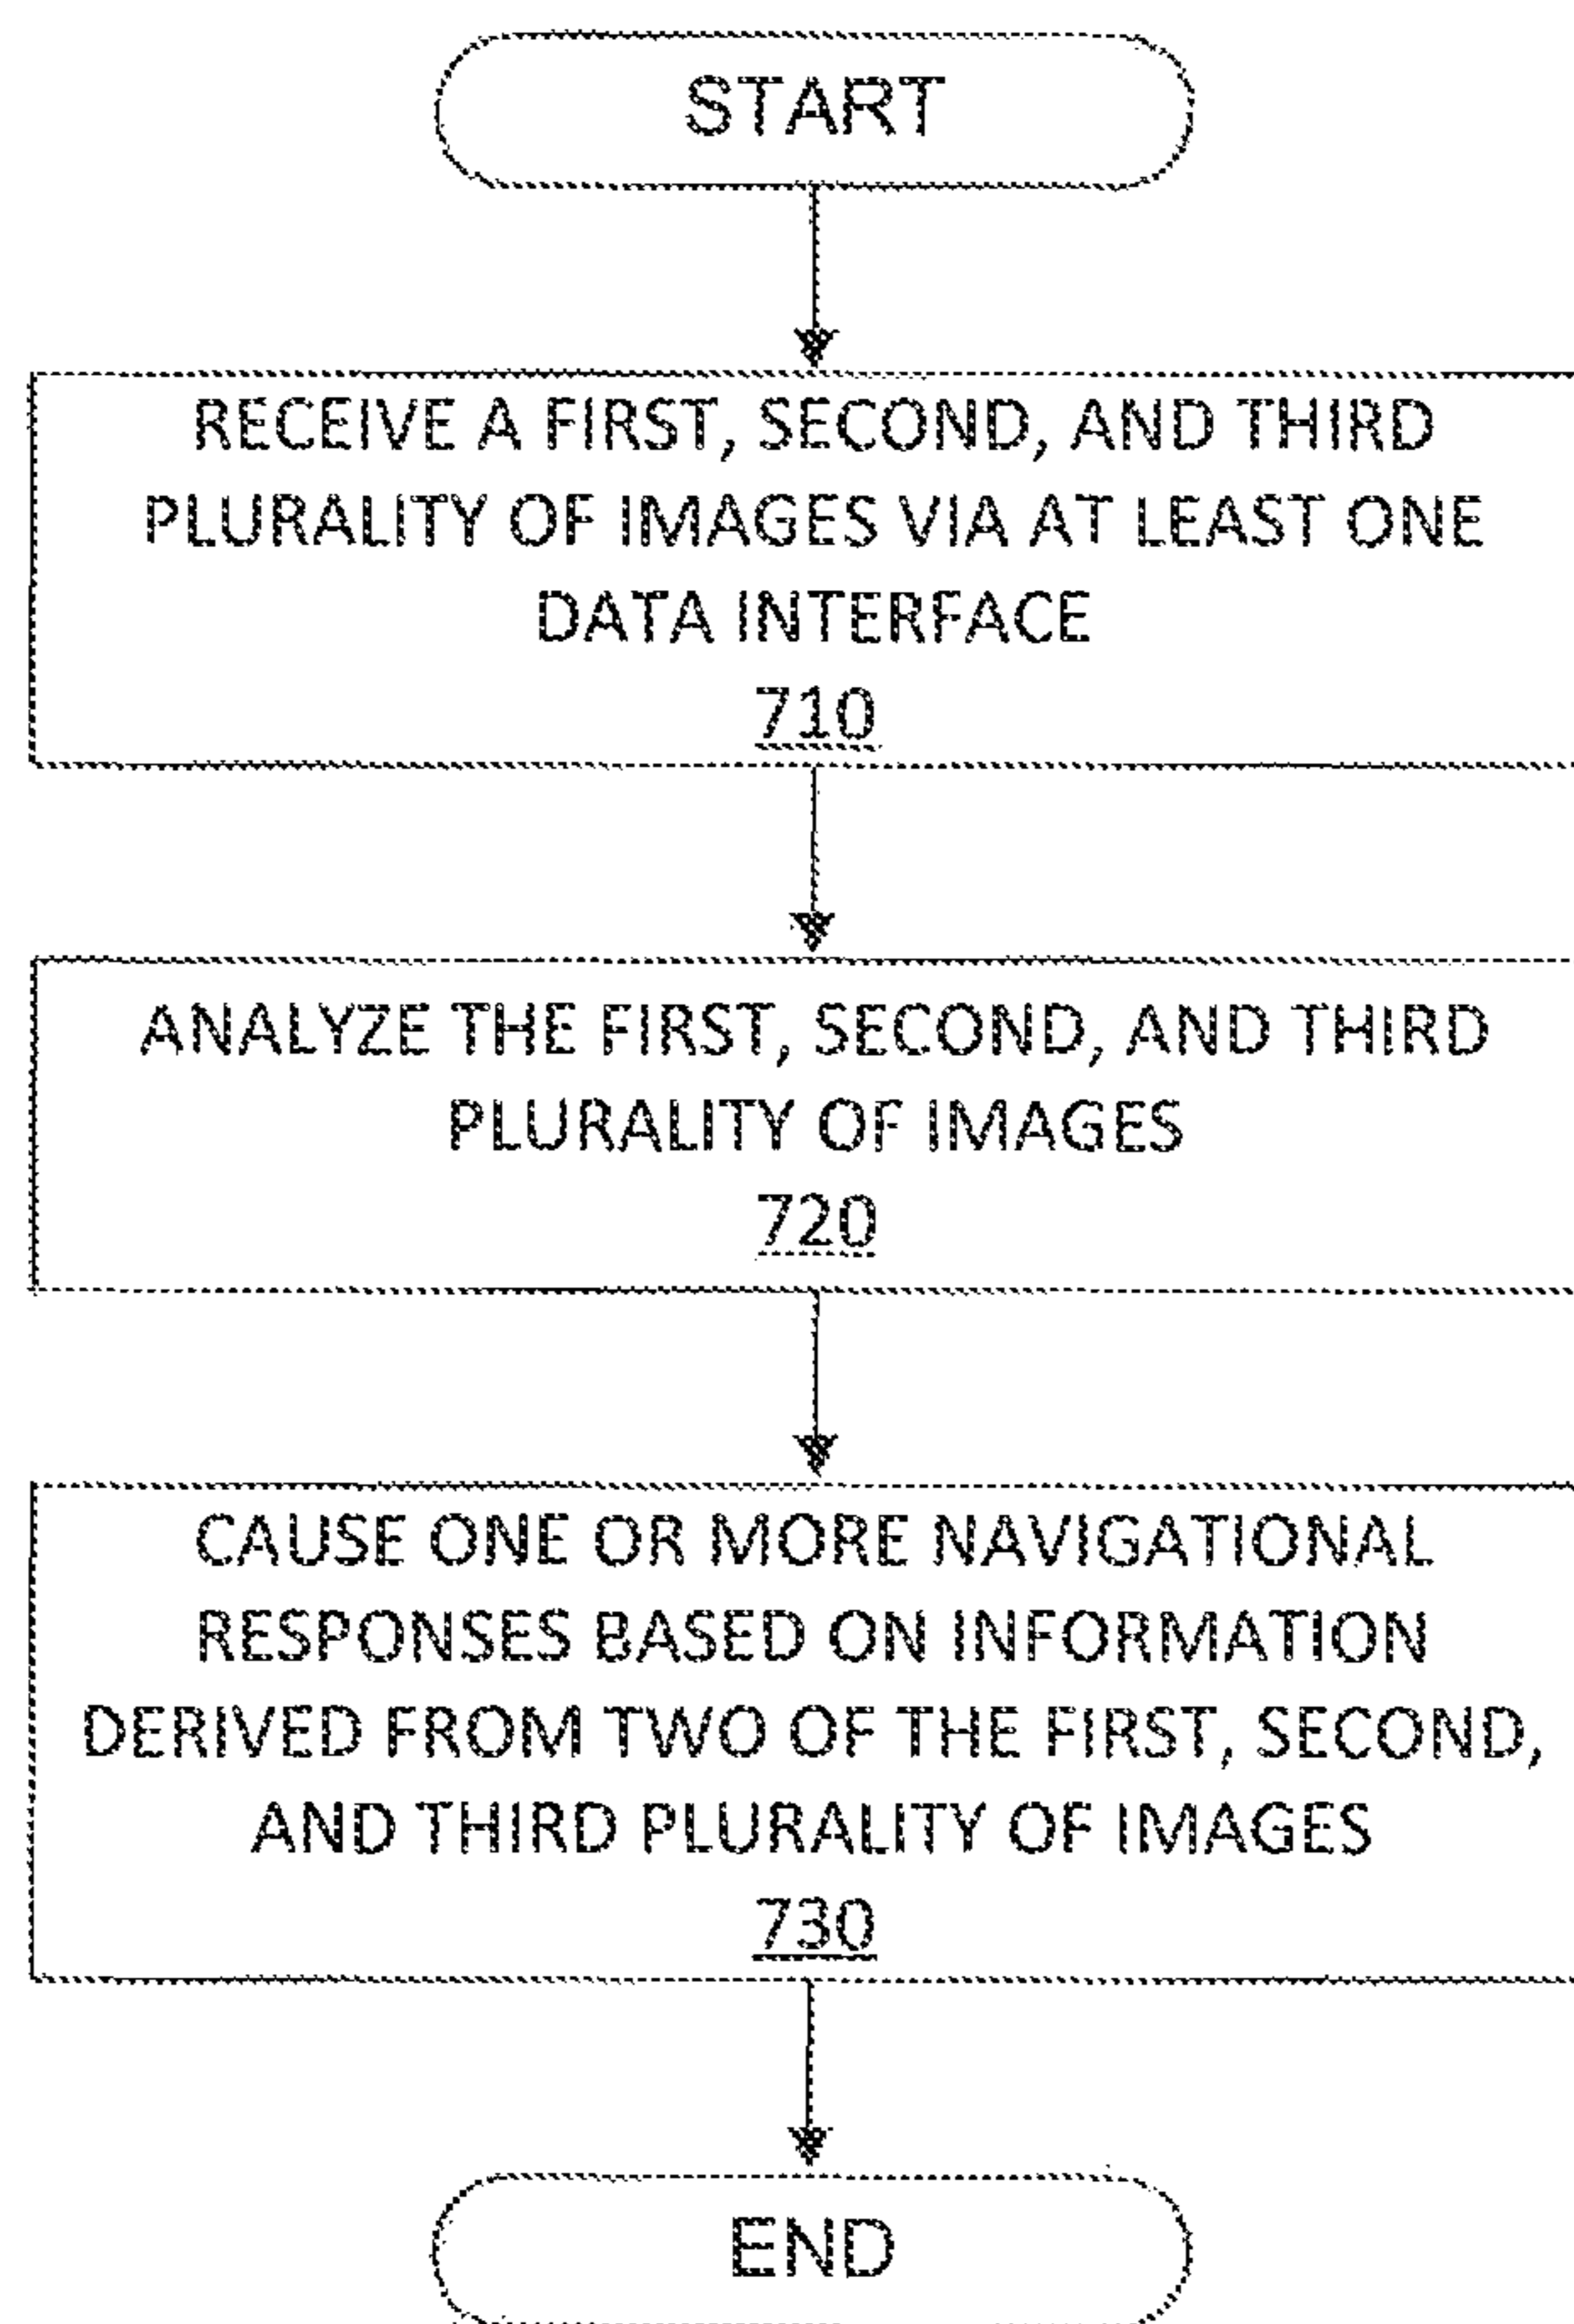 START
RECEIVE A FIRST, SECOND, AND THIRD
PLURALITY OF IMAGES VIA AT LEAST ONE
DATA INTERFACE
710
ANALYZE THE FIRST, SECOND, AND THIRD
PLURALITY OF IMAGES
720
CAUSE ONE OR MORE NAVIGATIONAL
RESPONSES BASED ON INFORMATION
DERIVED FROM TWO OF THE FIRST, SECOND,
AND THIRD PLURALITY OF IMAGES
730
END